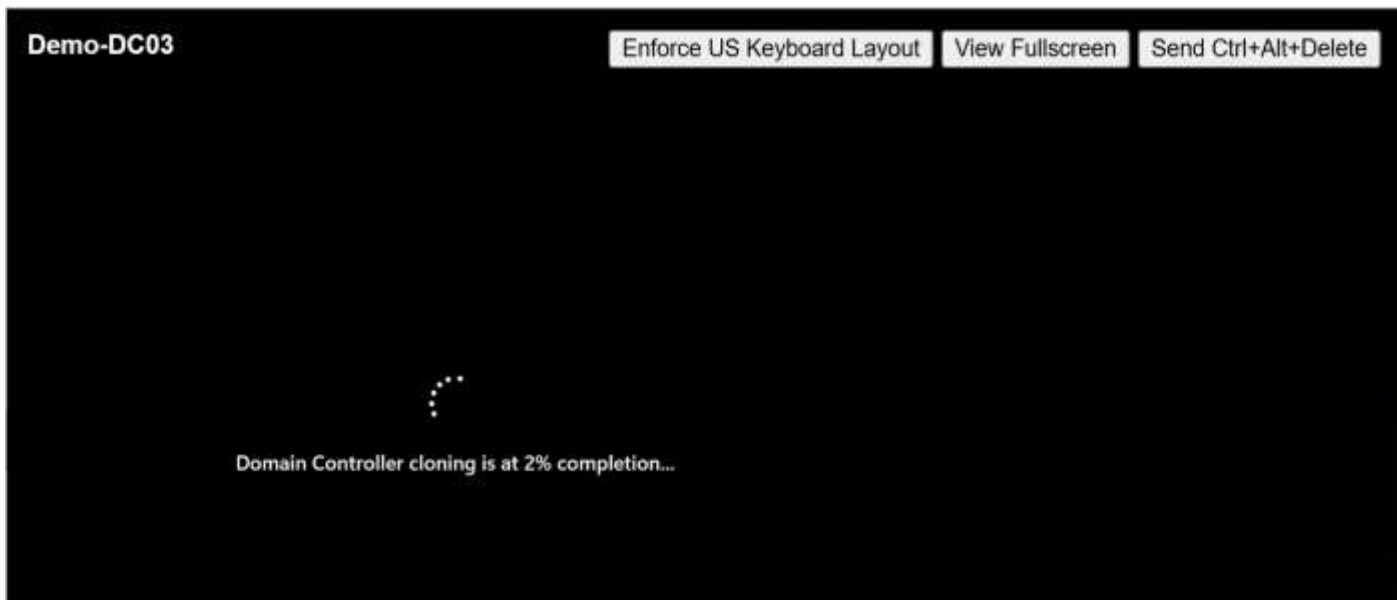 Demo-DC03
Enforce US Keyboard Layout View Fullscreen Send Ctrl+Alt+Delete
Domain Controller cloning is at 2% completion...